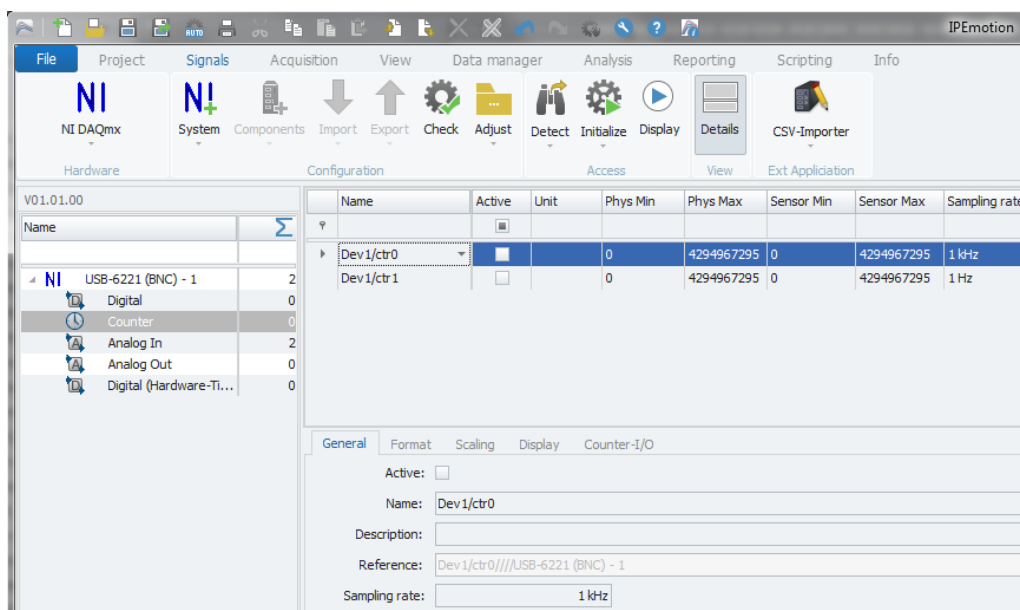 AUTO
IPEmotion
File Project Signals Acquisition View Data manager Analysis Reporting Scripting Info
NI NI
NI DAQmx System Components Import Export Check Adjust Detect Initialize Display Details CSV-Importer
Hardware Configuration Access View Ext Appliciation
V01.01.00
Name Σ
NI USB-6221 (BNC) - 1 2
D Digital 0
Counter 0
A Analog In 2
A Analog Out 0
D Digital (Hardware-Ti... 0
Name Active Unit Phys Min Phys Max Sensor Min Sensor Max Sampling rate
Dev1/ctr0 0 4294967295 0 4294967295 1 kHz
Dev1/ctr1 0 4294967295 0 4294967295 1 Hz
General Format Scaling Display Counter-I/O
Active:
Name: Dev1/ctr0
Description:
Reference: Dev1/ctr0////USB-6221 (BNC) - 1
Sampling rate: 1 kHz